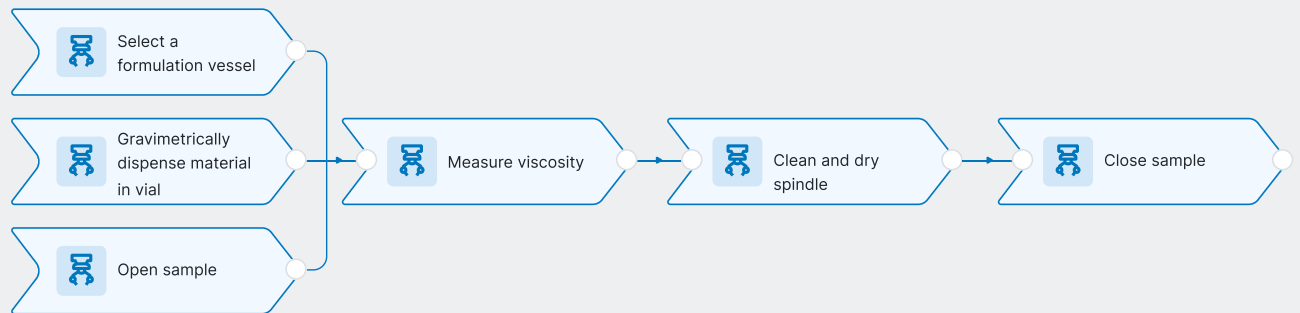 Select a
formulation vessel
Gravimetrically
dispense material
in vial
Measure viscosity
Clean and dry
spindle
Close sample
Open sample